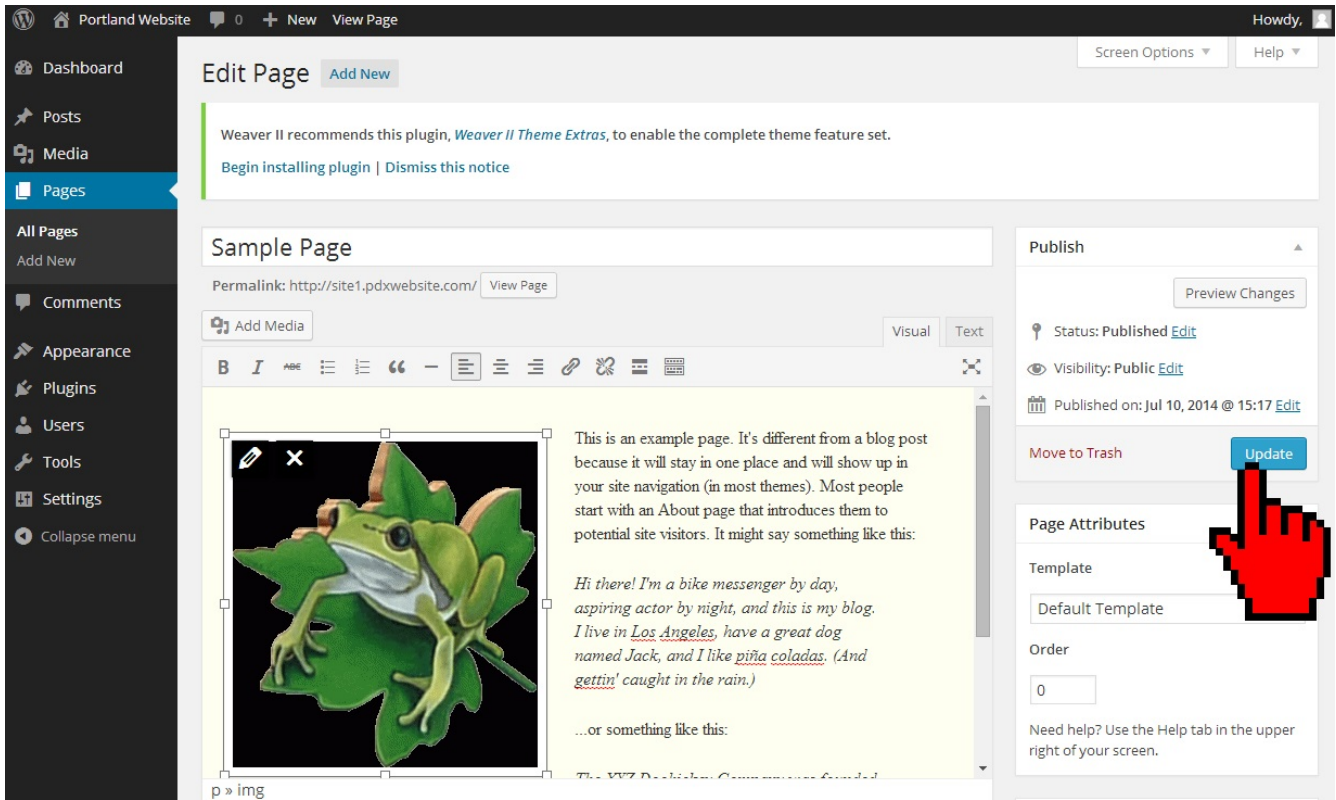 Portland Website 0 New View Page Howdy,
Screen Options Help
Dashboard
Posts
Media
Pages
All Pages
Add New
Comments
Appearance
Plugins
Users
Tools
Settings
Collapse menu
Edit Page Add New
Weaver II recommends this plugin, Weaver II Theme Extras, to enable the complete theme feature set.
Begin installing plugin | Dismiss this notice
Sample Page
Permalink: http://site1.pdxwebsite.com/ View Page
Add Media
Visual Text
B I ABE
This is an example page. It's different from a blog post
because it will stay in one place and will show up in
your site navigation (in most themes). Most people
start with an About page that introduces them to
potential site visitors. It might say something like this:
Hi there! I'm a bike messenger by day,
aspiring actor by night, and this is my blog.
I live in Los Angeles, have a great dog
named Jack, and I like piña coladas. (And
gettin' caught in the rain.)
...or something like this:
p » img
Publish
Preview Changes
Status: Published Edit
Visibility: Public Edit
Published on: Jul 10, 2014 @ 15:17 Edit
Move to Trash Update
Page Attributes
Template
Default Template
Order
0
Need help? Use the Help tab in the upper
right of your screen.